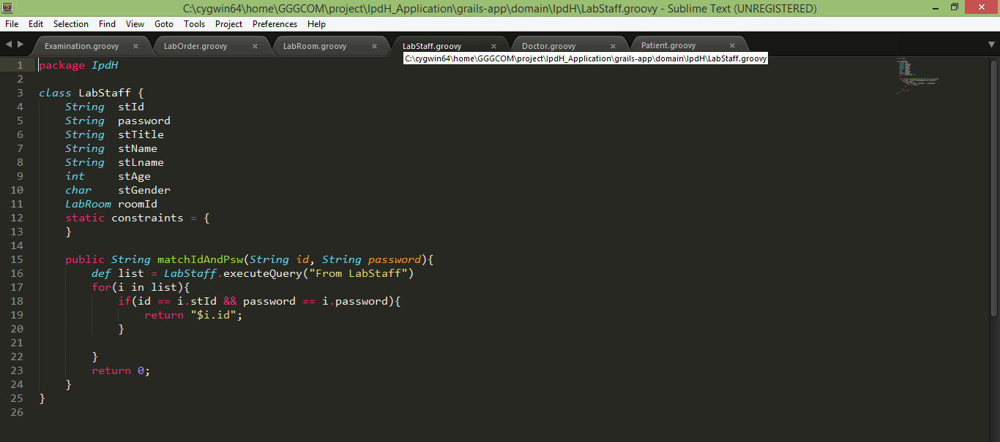 C:\cygwin64\home\GGGCOM\project\IpdH_Application\grails-app\domain\IpdH\LabStaff.groovy - Sublime Text (UNREGISTERED)
File Edit Selection Find View Goto Tools Project Preferences Help
Examination.groovy LabOrder.groovy LabRoom.groovy LabStaff.groovy Doctor.groovy Patient.groovy
C:\cygwin64\home\GGGCOM\project\IpdH_Application\grails-app\domain\IpdH\LabStaff.groovy
1 package IpdH
2
3 class LabStaff {
4     String  stId
5     String  password
6     String  stTitle
7     String  stName
8     String  stLname
9     int     stAge
10     char    stGender
11     LabRoom roomId
12     static constraints = {
13     }
14
15     public String matchIdAndPsw(String id, String password){
16         def list = LabStaff.executeQuery("From LabStaff")
17         for(i in list){
18             if(id == i.stId && password == i.password){
19                 return "$i.id";
20             }
21
22         }
23         return 0;
24     }
25 }
26